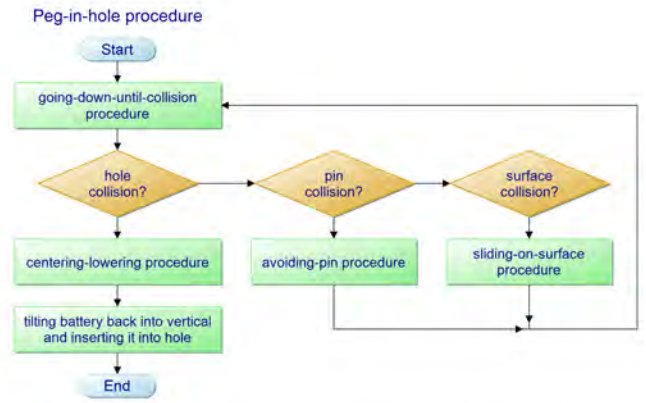 Peg-in-hole procedure
Start
going-down-until-collision
procedure
hole
collision?
pin
collision?
surface
collision?
centering-lowering procedure
avoiding-pin procedure
sliding-on-surface
procedure
tilting battery back into vertical
and inserting it into hole
End